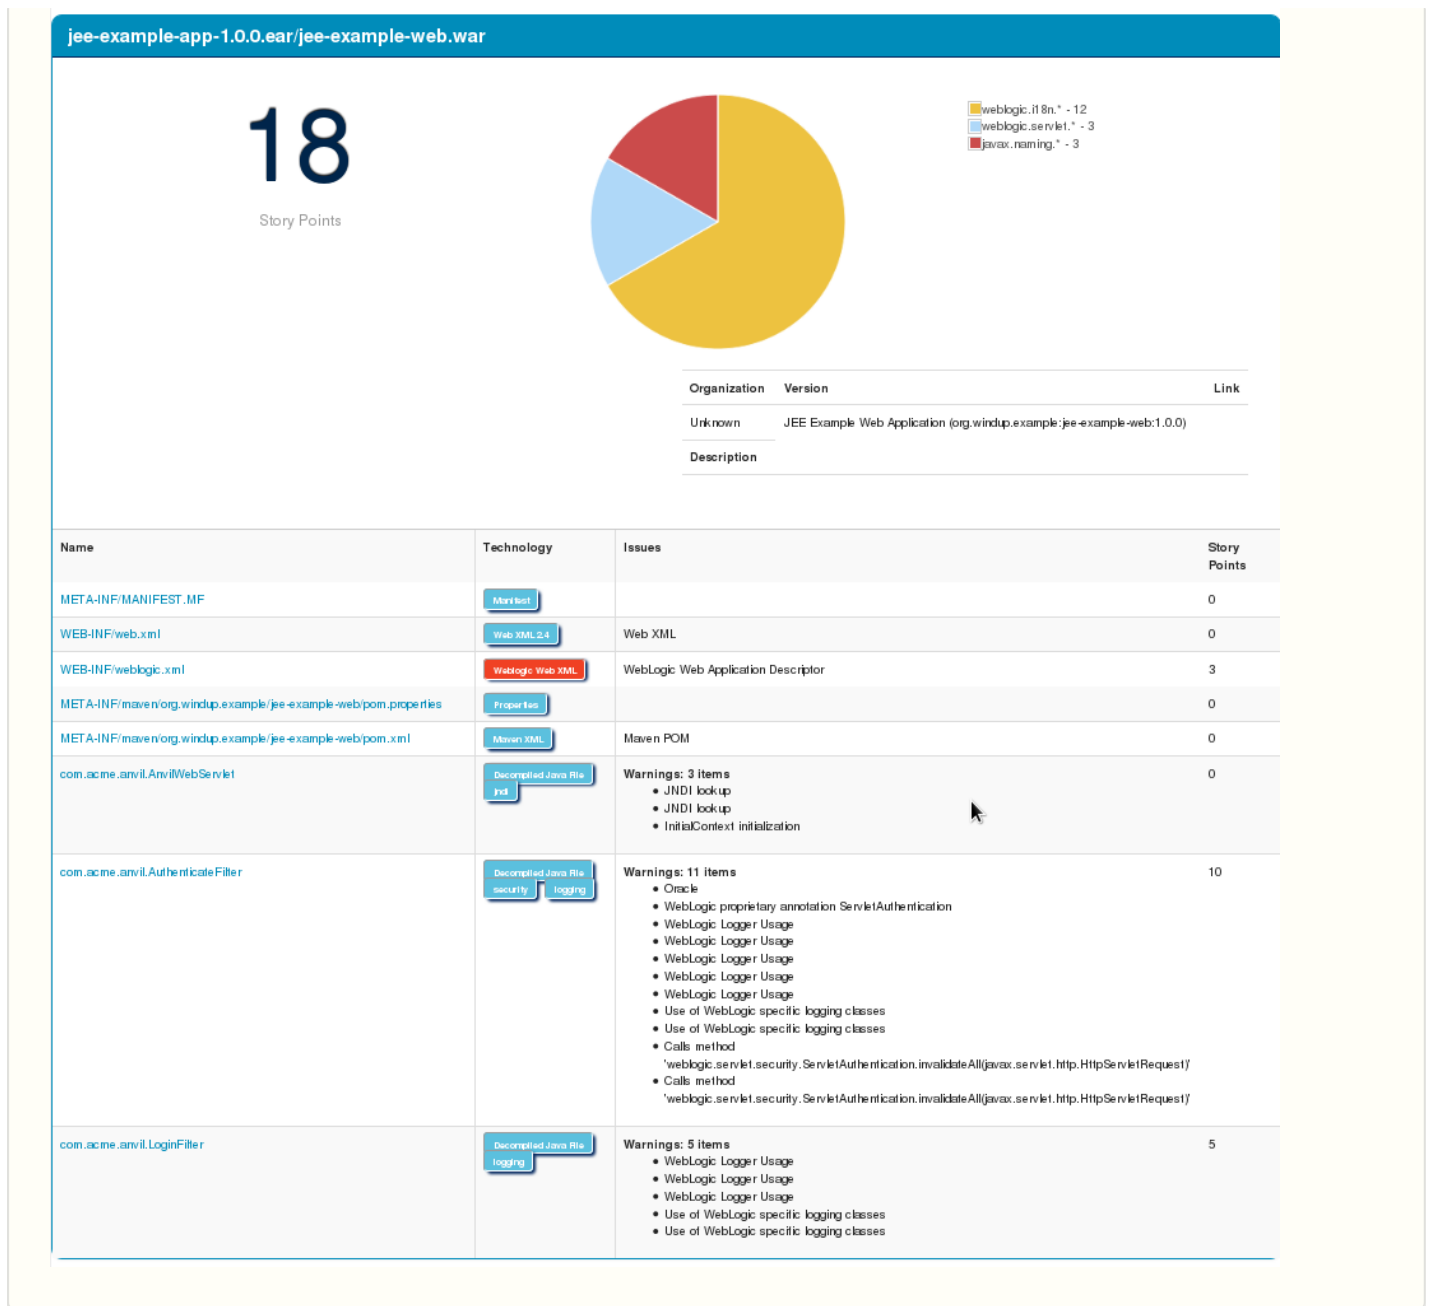 jee-example-app-1.0.0.ear/jee-example-web.war
18
Story Points
weblogic.i18n.* - 12
weblogic.servlet.* - 3
javax.naming.* - 3
Organization Version Link
Unknown JEE Example Web Application (org.windup.example:jee-example-web:1.0.0)
Description
Name Technology Issues Story
Points
META-INF/MANIFEST.MF Manifest 0
WEB-INF/web.xml Web XML 2.4 Web XML 0
WEB-INF/weblogic.xml Weblogic Web XML WebLogic Web Application Descriptor 3
META-INF/maven/org.windup.example/jee-example-web/pom.properties Properties 0
META-INF/maven/org.windup.example/jee-example-web/pom.xml Maven XML Maven POM 0
com.acme.anvil.AnvilWebServlet Decompiled Java File Warnings: 3 items 0
jndi • JNDI lookup
• JNDI lookup
• InitialContext initialization
com.acme.anvil.AuthenticateFilter Decompiled Java File Warnings: 11 items 10
security logging • Oracle
• WebLogic proprietary annotation ServletAuthentication
• WebLogic Logger Usage
• WebLogic Logger Usage
• WebLogic Logger Usage
• WebLogic Logger Usage
• WebLogic Logger Usage
• Use of WebLogic specific logging classes
• Use of WebLogic specific logging classes
• Calls method
'weblogic.servlet.security.ServletAuthentication.invalidateAll(javax.servlet.http.HttpServletRequest)'
• Calls method
'weblogic.servlet.security.ServletAuthentication.invalidateAll(javax.servlet.http.HttpServletRequest)'
com.acme.anvil.LoginFilter Decompiled Java File Warnings: 5 items 5
logging • WebLogic Logger Usage
• WebLogic Logger Usage
• WebLogic Logger Usage
• Use of WebLogic specific logging classes
• Use of WebLogic specific logging classes